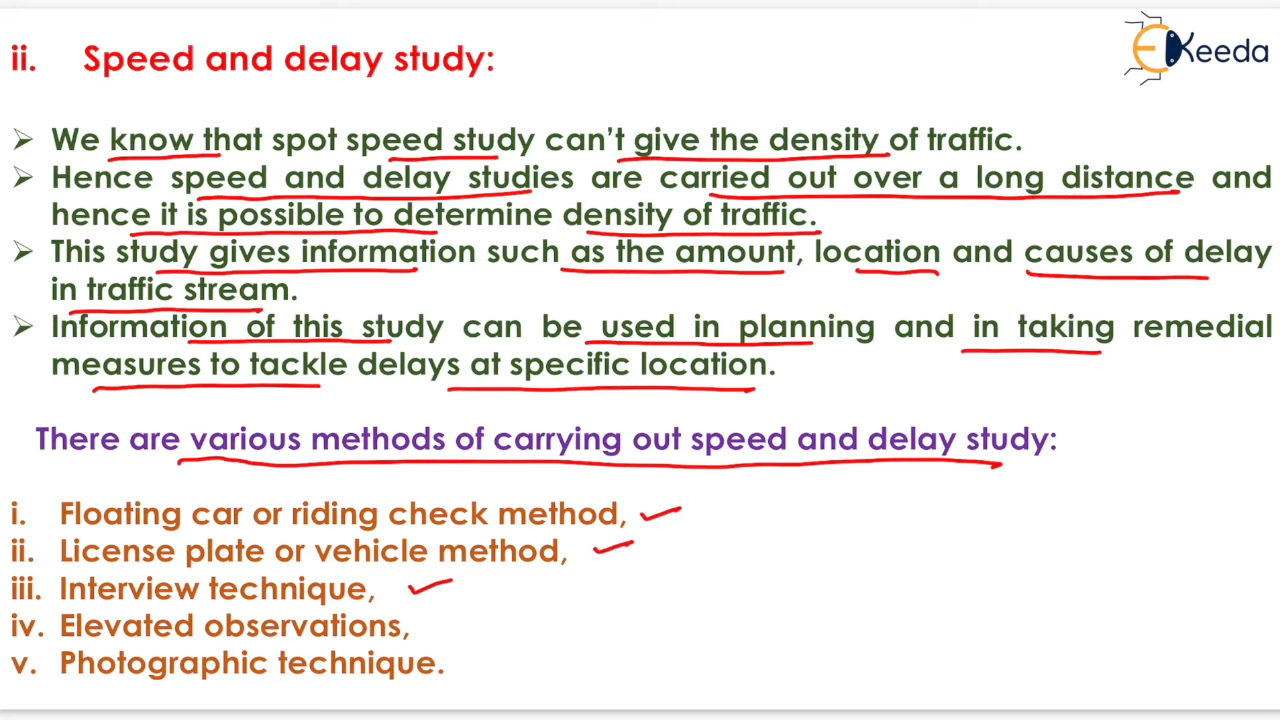 ii. Speed and delay study:
EKeeda
➢ We know that spot speed study can’t give the density of traffic.
➢ Hence speed and delay studies are carried out over a long distance and
hence it is possible to determine density of traffic.
➢ This study gives information such as the amount, location and causes of delay
in traffic stream.
➢ Information of this study can be used in planning and in taking remedial
measures to tackle delays at specific location.
There are various methods of carrying out speed and delay study:
i. Floating car or riding check method,
ii. License plate or vehicle method,
iii. Interview technique,
iv. Elevated observations,
v. Photographic technique.